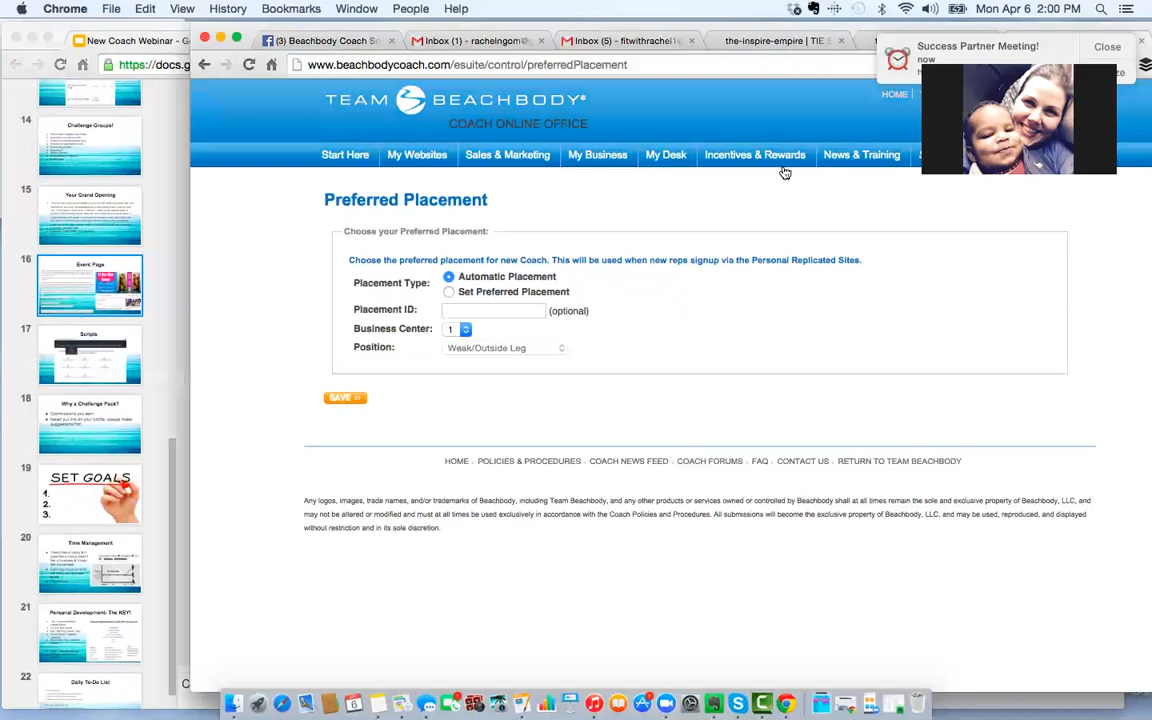 Chrome File Edit View History Bookmarks Window People Help Mon Apr 6 2:00 PM
New Coach Webinar - G
(3) Beachbody Coach S
Inbox (1) - rachelngom@
Inbox (5) - fitwithrachel1
the-inspire-empire | TIE
https://docs.g
www.beachbodycoach.com/esuite/control/preferredPlacement
Success Partner Meeting!
now
Close
TEAM BEACHBODY®
COACH ONLINE OFFICE
HOME
Start Here My Websites Sales & Marketing My Business My Desk Incentives & Rewards News & Training
Preferred Placement
Choose your Preferred Placement:
Choose the preferred placement for new Coach. This will be used when new reps signup via the Personal Replicated Sites.
Placement Type: Automatic Placement
Set Preferred Placement
Placement ID: (optional)
Business Center: 1
Position: Weak/Outside Leg
SAVE >>
HOME . POLICIES & PROCEDURES . COACH NEWS FEED . COACH FORUMS . FAQ . CONTACT US . RETURN TO TEAM BEACHBODY
Any logos, images, trade names, and/or trademarks of Beachbody, including Team Beachbody, and any other products or services owned or controlled by Beachbody shall at all times remain the sole and exclusive property of Beachbody, LLC, and
may not be altered or modified and must at all times be used exclusively in accordance with the Coach Policies and Procedures. All submissions will become the exclusive property of Beachbody, LLC, and may be used, reproduced, and displayed
without restriction and in its sole discretion.
14
Challenge Groups!
15
Your Grand Opening
16
Event Page
17
Scripts
18
Why a Challenge Pack?
19
SET GOALS
1.
2.
3.
20
Time Management
21
Personal Development- The KEY!
22
Daily To-Do List